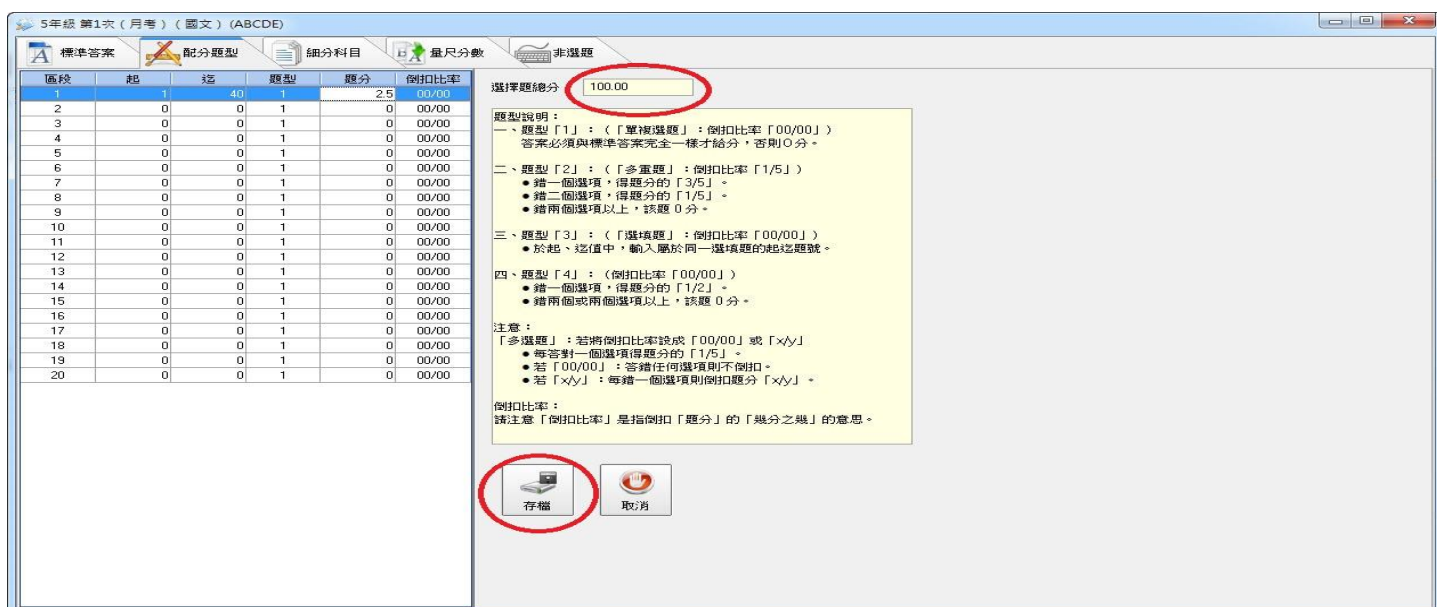 5年級 第1次（月考）（國文）(ABCDE)
標準答案 配分題型 細分科目 量尺分數 非選題
區段 起 迄 題型 題分 倒扣比率
1 1 40 1 2.5 00/00
2 0 0 1 0 00/00
3 0 0 1 0 00/00
4 0 0 1 0 00/00
5 0 0 1 0 00/00
6 0 0 1 0 00/00
7 0 0 1 0 00/00
8 0 0 1 0 00/00
9 0 0 1 0 00/00
10 0 0 1 0 00/00
11 0 0 1 0 00/00
12 0 0 1 0 00/00
13 0 0 1 0 00/00
14 0 0 1 0 00/00
15 0 0 1 0 00/00
16 0 0 1 0 00/00
17 0 0 1 0 00/00
18 0 0 1 0 00/00
19 0 0 1 0 00/00
20 0 0 1 0 00/00
選擇題總分 100.00
題型說明：
一、題型「1」：（「單複選題」：倒扣比率「00/00」）
答案必須與標準答案完全一樣才給分，否則０分。
二、題型「2」：（「多重題」：倒扣比率「1/5」）
●錯一個選項，得題分的「3/5」。
●錯二個選項，得題分的「1/5」。
●錯兩個選項以上，該題 0 分。
三、題型「3」：（「選填題」：倒扣比率「00/00」）
●於起、迄值中，輸入屬於同一選填題的起迄題號。
四、題型「4」：（倒扣比率「00/00」）
●錯一個選項，得題分的「1/2」。
●錯兩個或兩個選項以上，該題 0 分。
注意：
「多選題」：若將倒扣比率設成「00/00」或「x/y」
●每答對一個選項得題分的「1/5」。
●若「00/00」：答錯任何選項則不倒扣。
●若「x/y」：每錯一個選項則倒扣題分「x/y」。
倒扣比率：
請注意「倒扣比率」是指倒扣「題分」的「幾分之幾」的意思。
存檔 取消